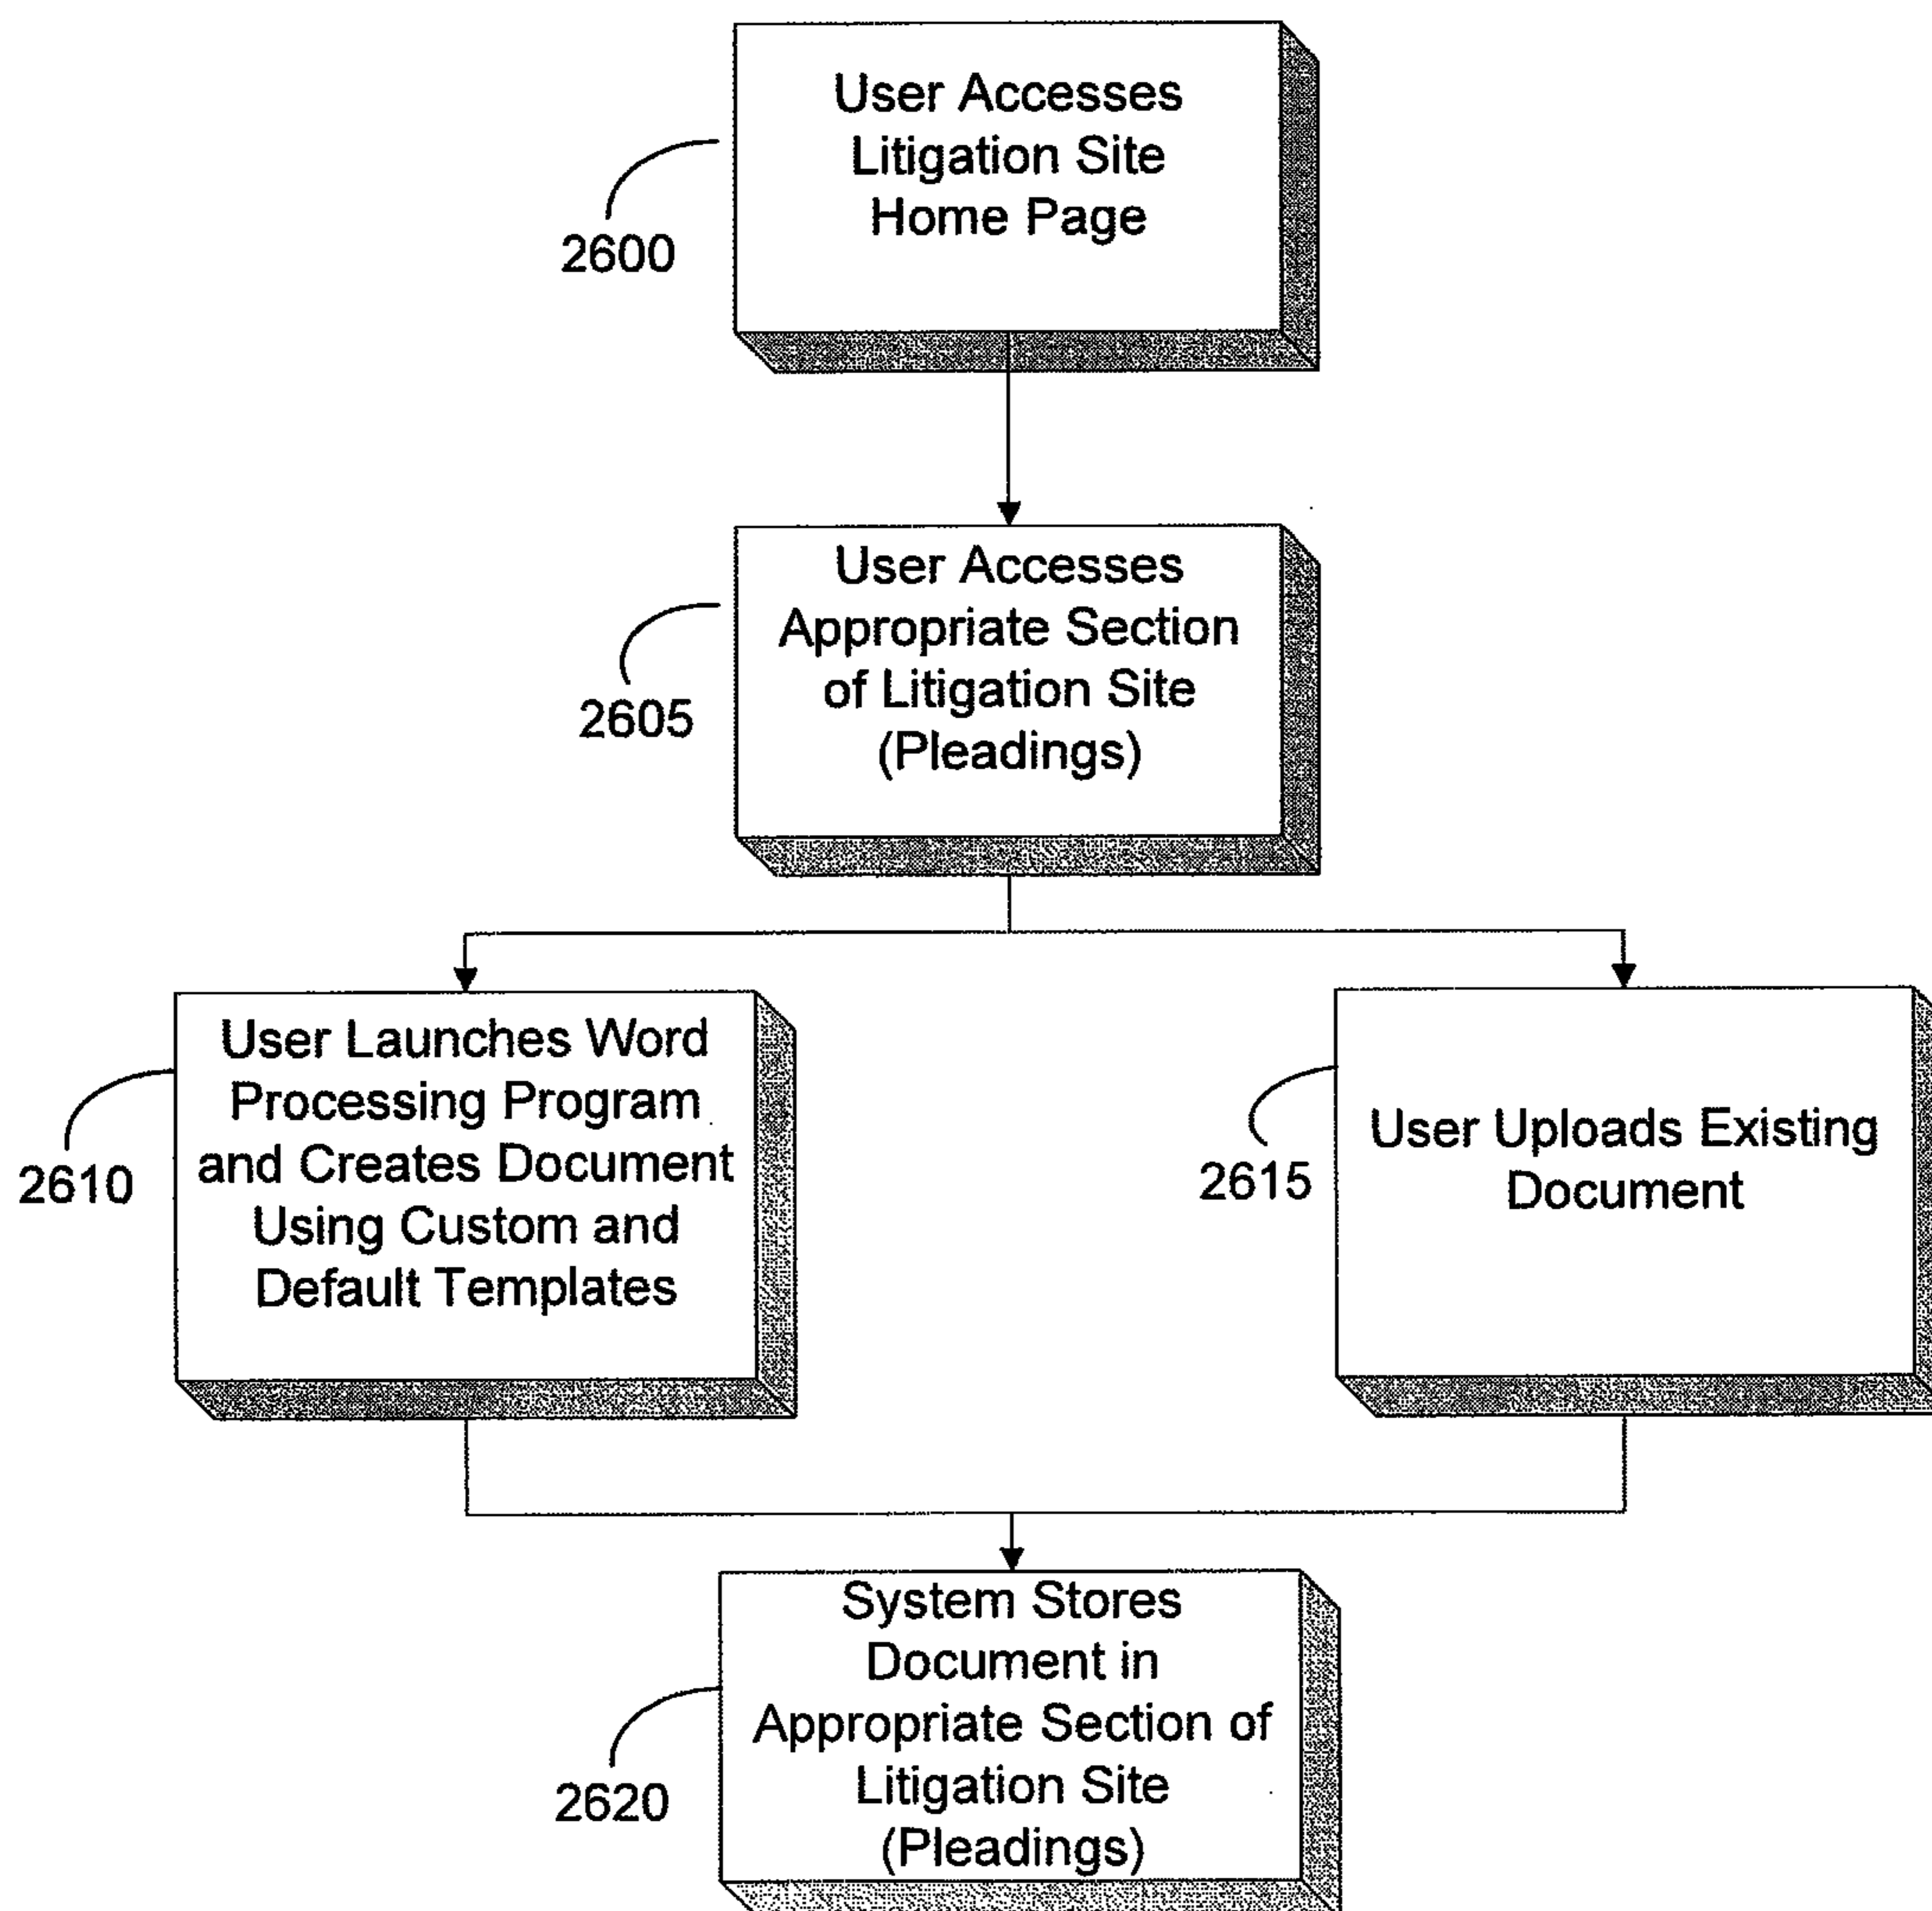 User Accesses
Litigation Site
Home Page
2600
User Accesses
Appropriate Section
of Litigation Site
(Pleadings)
2605
User Launches Word
Processing Program
and Creates Document
Using Custom and
Default Templates
2610
User Uploads Existing
Document
2615
System Stores
Document in
Appropriate Section of
Litigation Site
(Pleadings)
2620